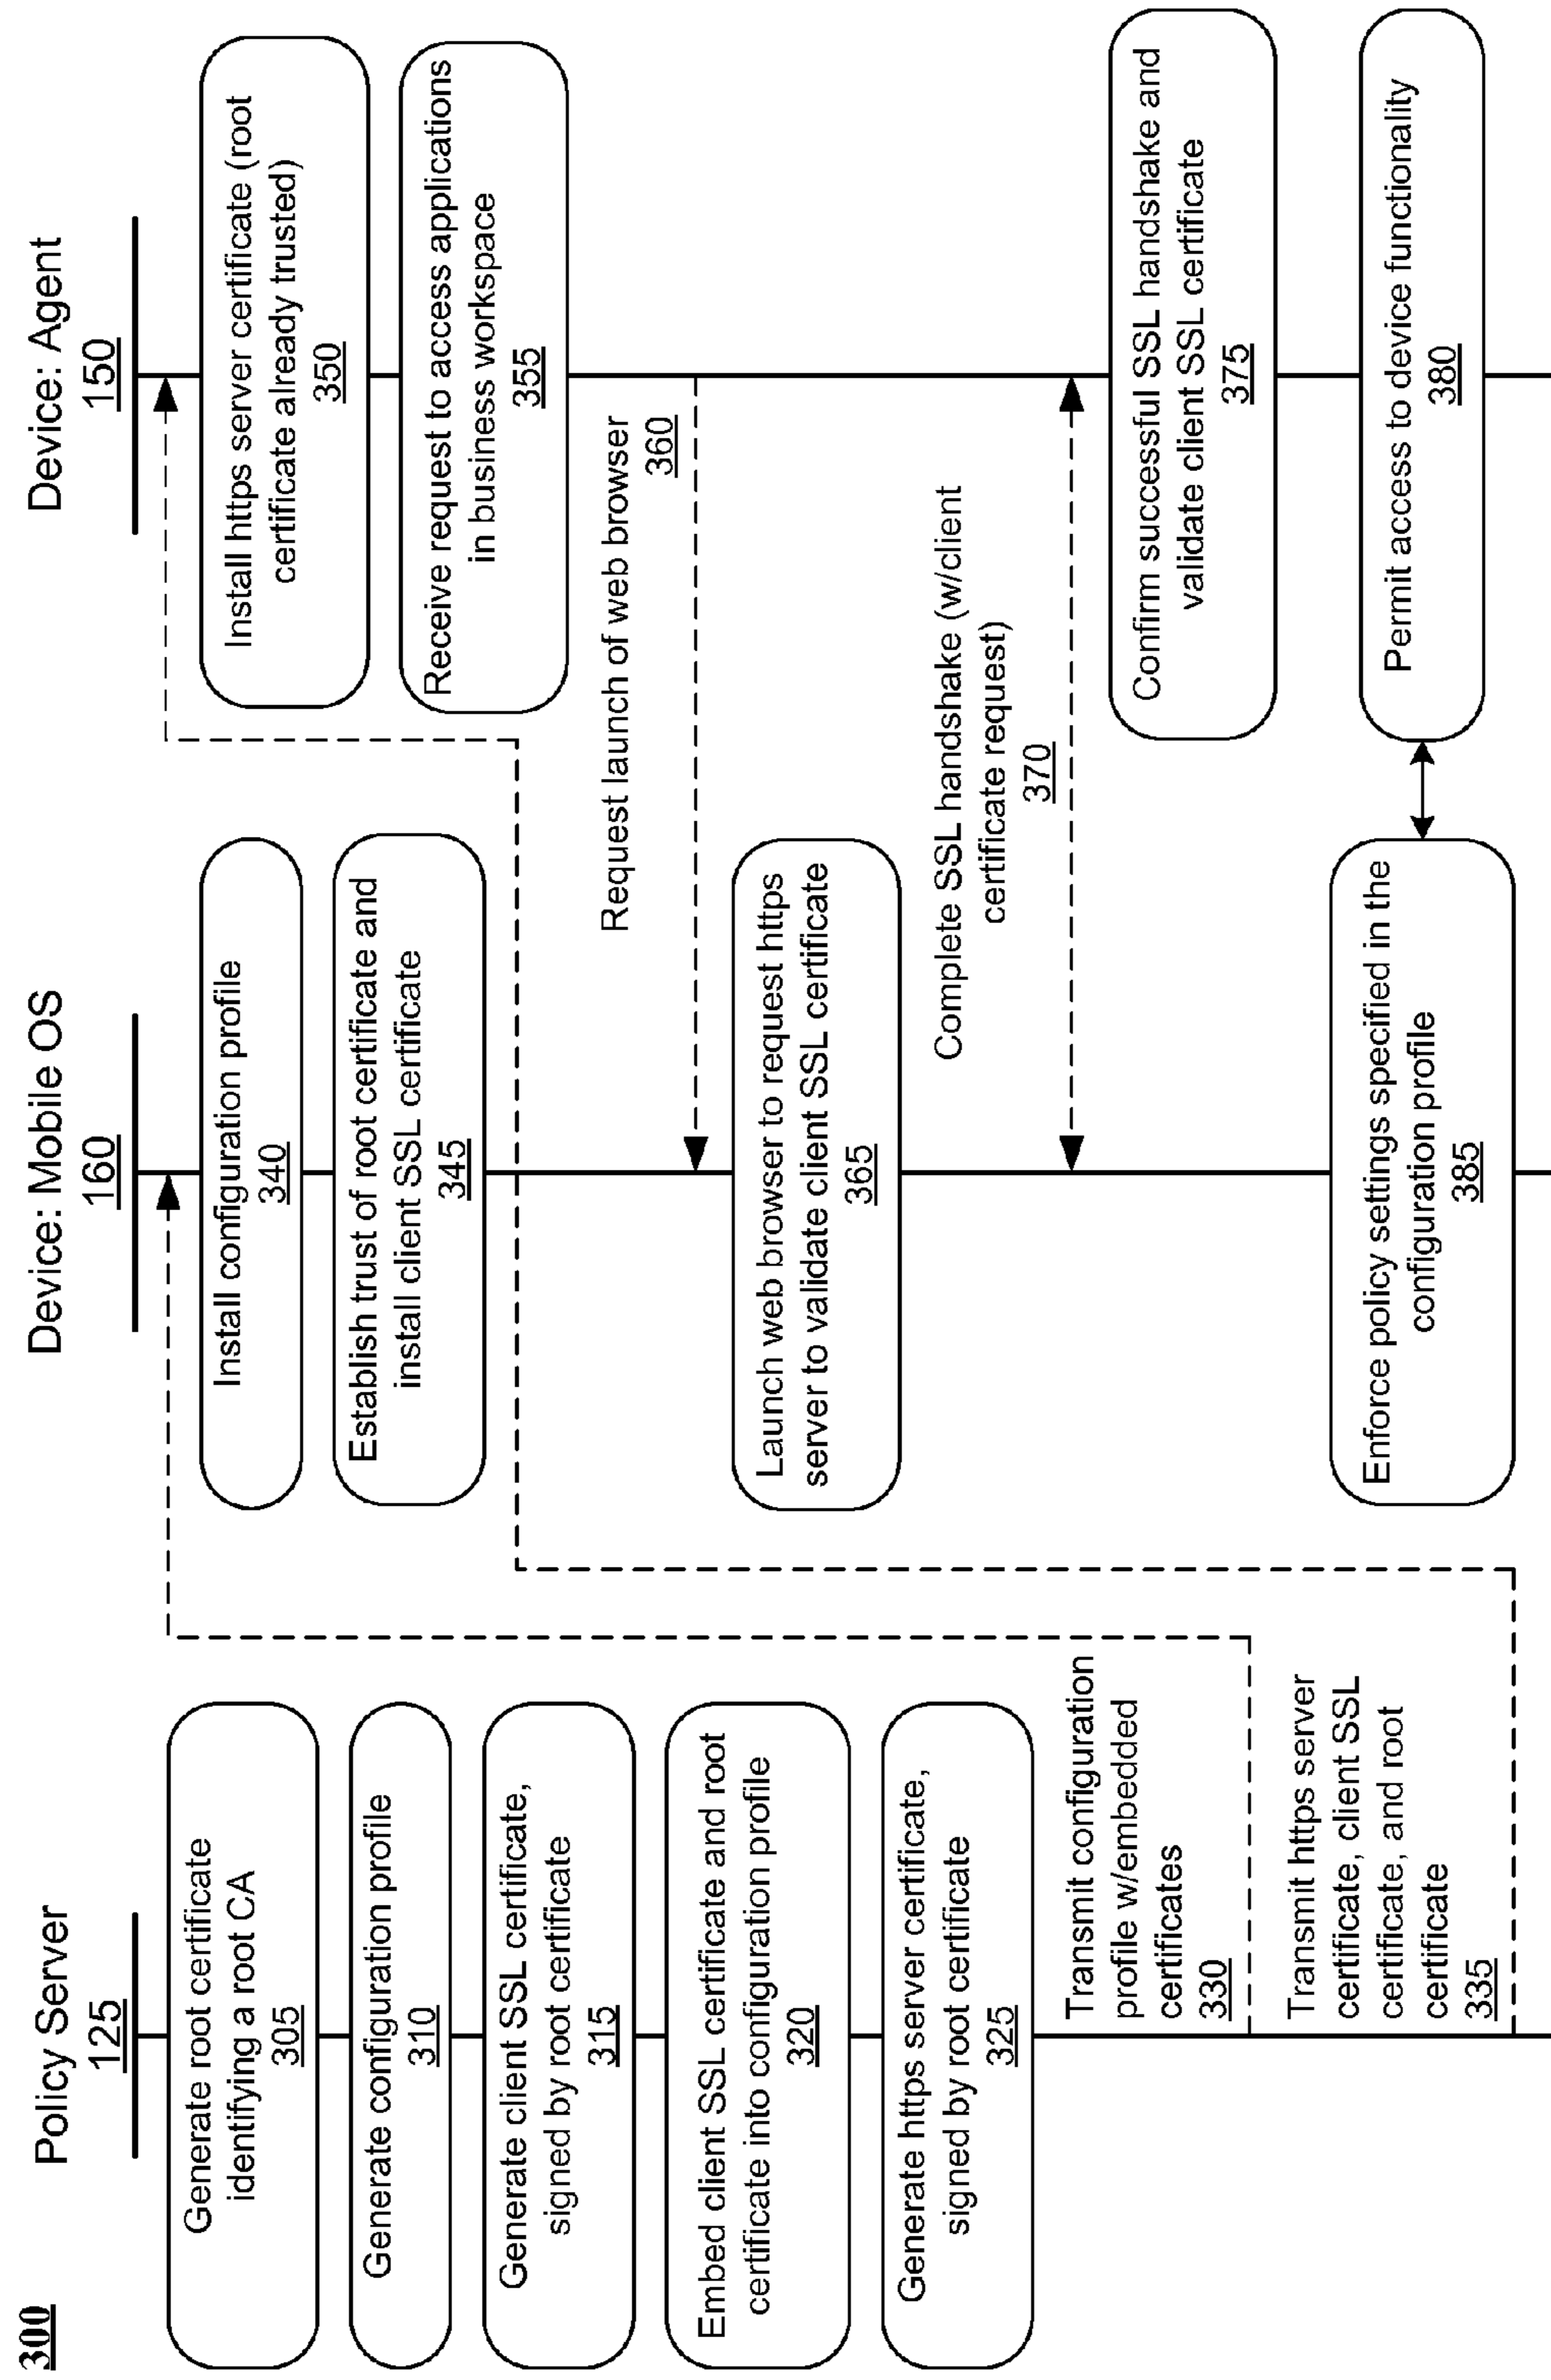 300
Policy Server
125
Generate root certificate
identifying a root CA
305
Generate configuration profile
310
Generate client SSL certificate,
signed by root certificate
315
Embed client SSL certificate and root
certificate into configuration profile
320
Generate https server certificate,
signed by root certificate
325
Transmit configuration
profile w/embedded
certificates
330
Transmit https server
certificate, client SSL
certificate, and root
certificate
335
Device: Mobile OS
160
Install configuration profile
340
Establish trust of root certificate and
install client SSL certificate
345
Launch web browser to request https
server to validate client SSL certificate
365
Enforce policy settings specified in the
configuration profile
385
Request launch of web browser
360
Complete SSL handshake (w/client
certificate request)
370
Device: Agent
150
Install https server certificate (root
certificate already trusted)
350
Receive request to access applications
in business workspace
355
Confirm successful SSL handshake and
validate client SSL certificate
375
Permit access to device functionality
380